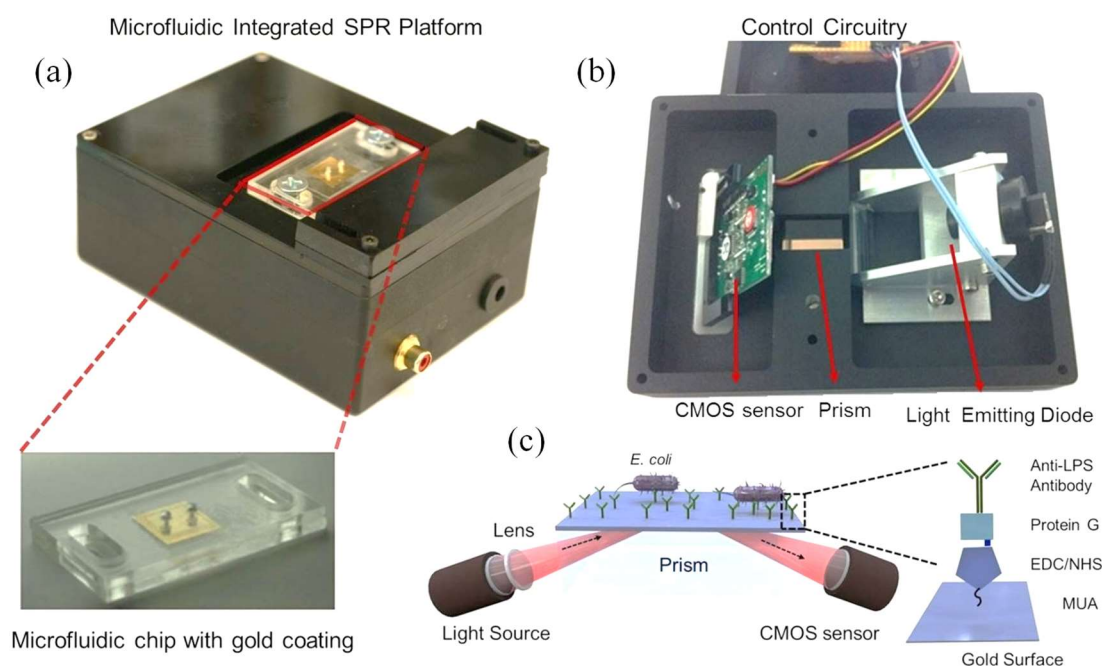 Microfluidic Integrated SPR Platform
(a)
Microfluidic chip with gold coating
Control Circuitry
(b)
CMOS sensor
Prism
Light Emitting Diode
(c)
E. coli
Lens
Prism
Light Source
CMOS sensor
Anti-LPS
Antibody
Protein G
EDC/NHS
MUA
Gold Surface